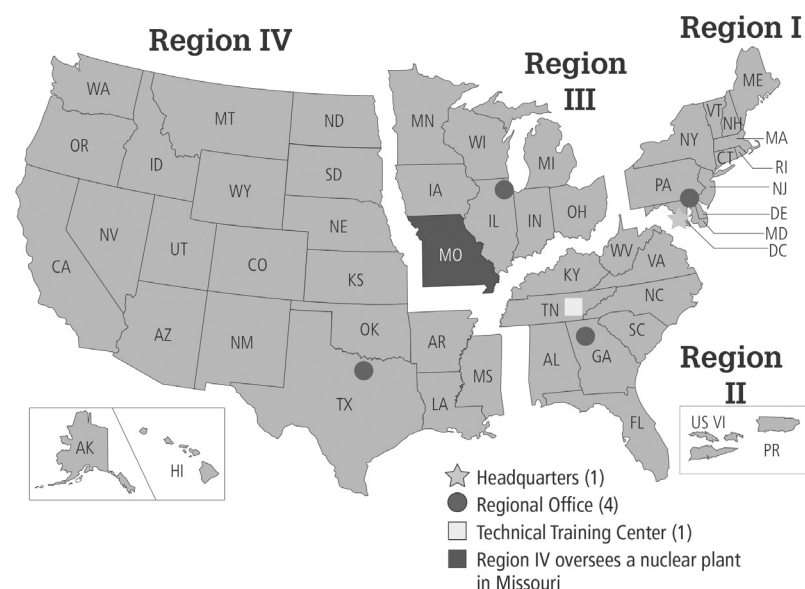 Region IV
Region I
Region
III
WA
MT
ND
MN
ME
VT
NH
OR
ID
SD
WI
MI
NY
MA
CT
RI
WY
IA
PA
NJ
NE
IL
IN
OH
DE
MD
DC
NV
UT
CO
MO
WV
VA
CA
KS
KY
NC
AZ
NM
OK
AR
TN
SC
MS
AL
GA
TX
LA
Region
II
FL
US VI
PR
AK
HI
Headquarters (1)
Regional Office (4)
Technical Training Center (1)
Region IV oversees a nuclear plant
in Missouri